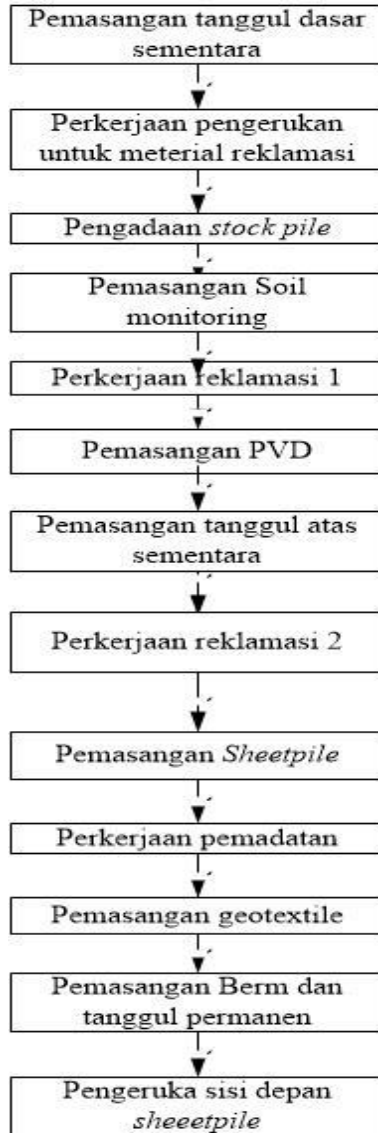 Pemasangan tanggul dasar
sementara
Perkerjaan pengerukan
untuk meterial reklamasi
Pengadaan stock pile
Pemasangan Soil
monitoring
Perkerjaan reklamasi 1
Pemasangan PVD
Pemasangan tanggul atas
sementara
Perkerjaan reklamasi 2
Pemasangan Sheetpile
Perkerjaan pemadatan
Pemasangan geotextile
Pemasangan Berm dan
tanggul permanen
Pengeruka sisi depan
sheeetpile